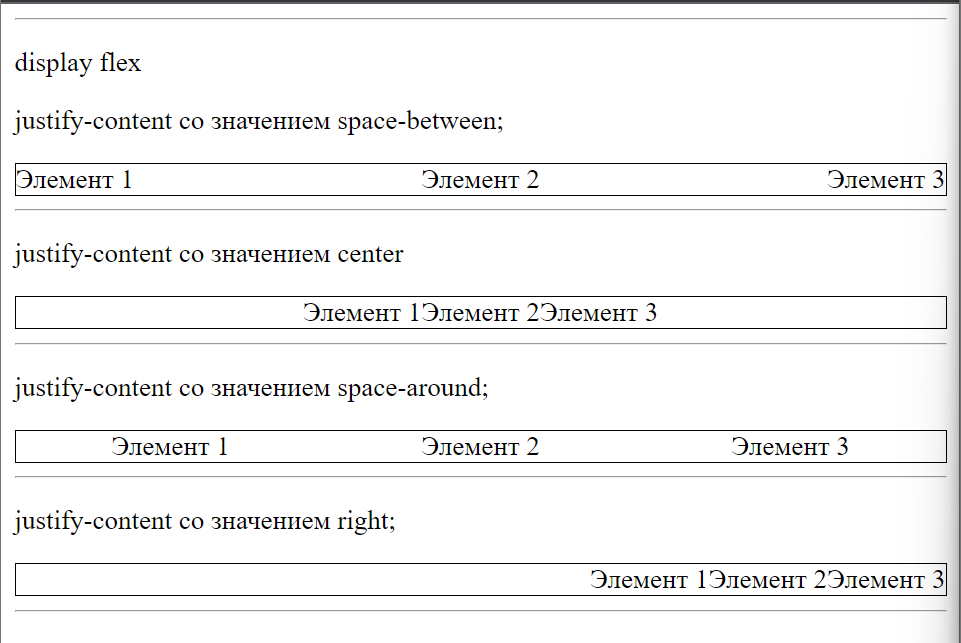 display flex
justify-content со значением space-between;
Элемент 1 Элемент 2 Элемент 3
justify-content со значением center
Элемент 1Элемент 2Элемент 3
justify-content со значением space-around;
Элемент 1 Элемент 2 Элемент 3
justify-content со значением right;
Элемент 1Элемент 2Элемент 3